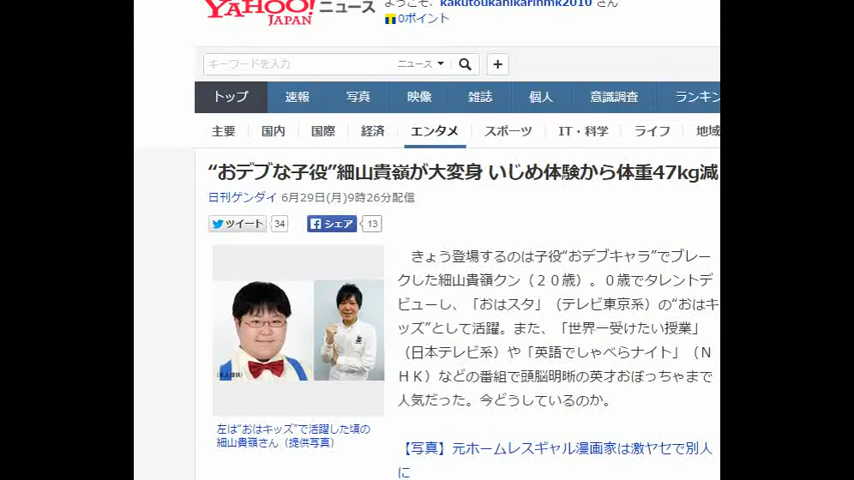 YAHOO! ニュース
JAPAN
ようこそ、kakutoukanikarinmk2010 さん
0ポイント
キーワードを入力 ニュース
トップ 速報 写真 映像 雑誌 個人 意識調査 ランキン
主要 国内 国際 経済 エンタメ スポーツ IT・科学 ライフ 地域
“おデブな子役”細山貴嶺が大変身 いじめ体験から体重47kg減
日刊ゲンダイ 6月29日(月)9時26分配信
ツイート 34 シェア 13
きょう登場するのは子役“おデブキャラ”でブレー
クした細山貴嶺クン（２０歳）。０歳でタレントデ
ビューし、「おはスタ」（テレビ東京系）の“おはキ
ッズ”として活躍。また、「世界一受けたい授業」
（日本テレビ系）や「英語でしゃべらナイト」（Ｎ
ＨＫ）などの番組で頭脳明晰の英才おぼっちゃまで
人気だった。今どうしているのか。
(本人提供)
左は“おはキッズ”で活躍した頃の
細山貴嶺さん（提供写真）
【写真】元ホームレスギャル漫画家は激ヤセで別人
に